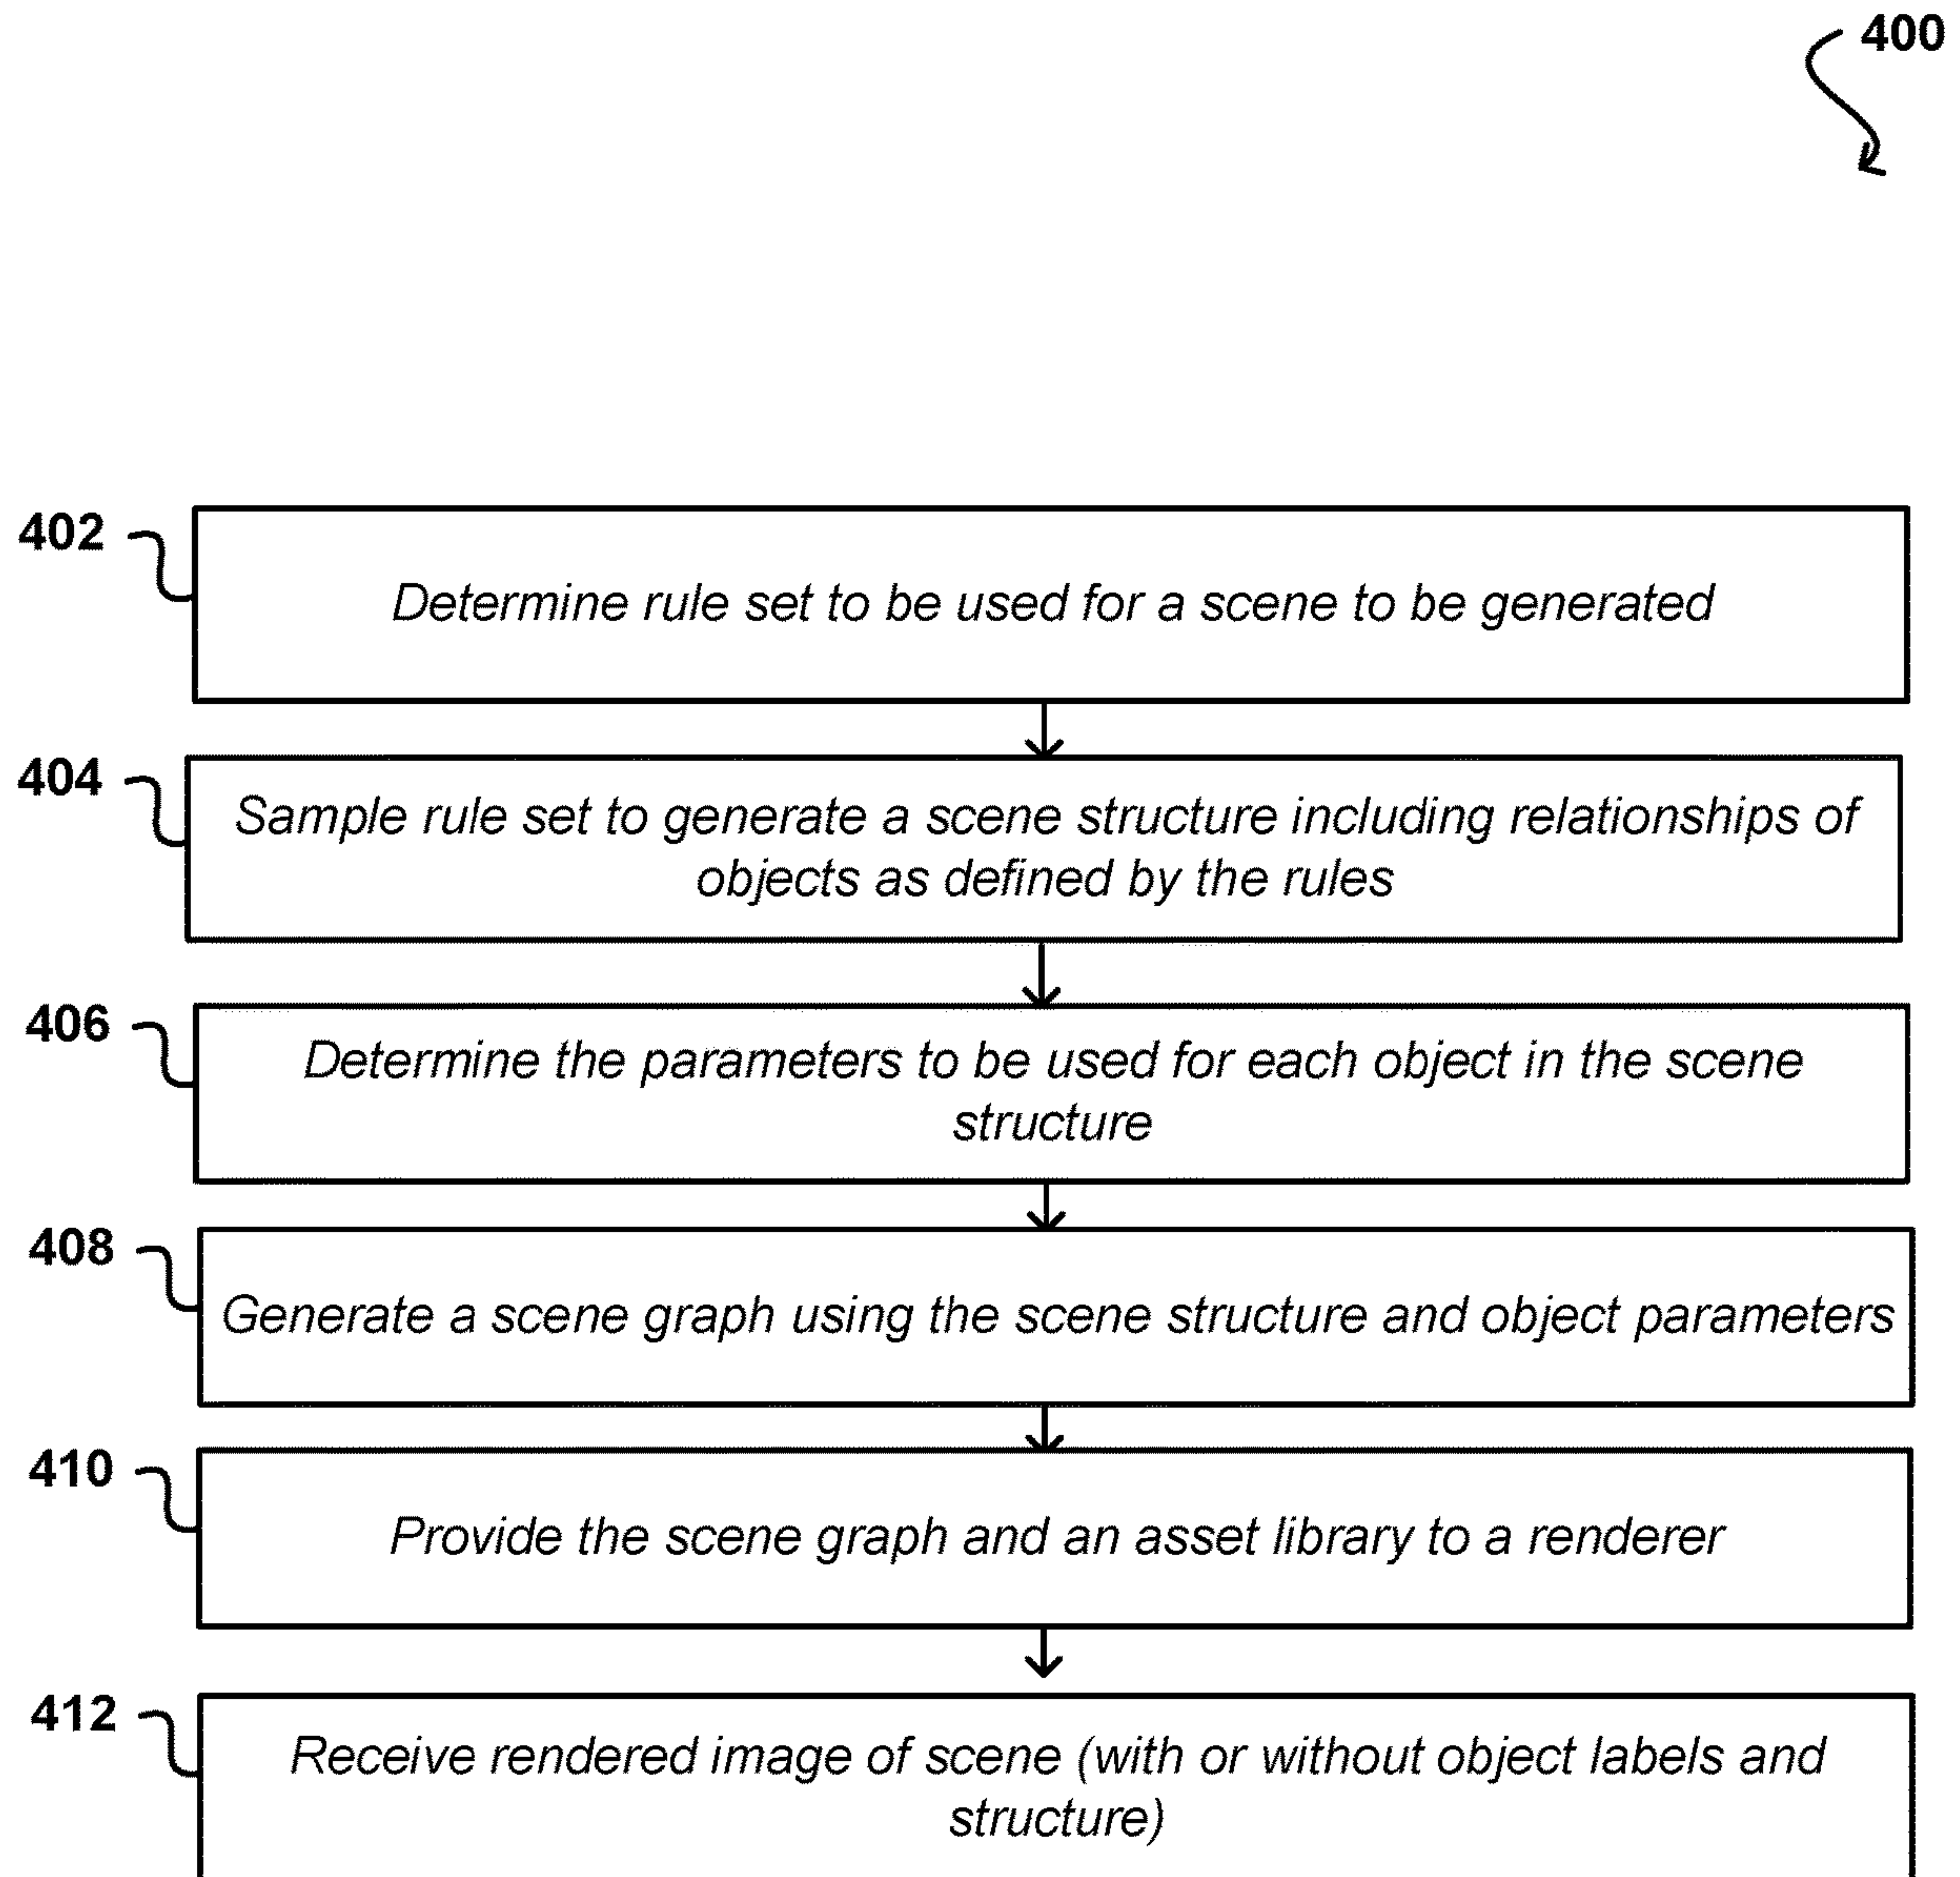 400
402
Determine rule set to be used for a scene to be generated
404
Sample rule set to generate a scene structure including relationships of
objects as defined by the rules
406
Determine the parameters to be used for each object in the scene
structure
408
Generate a scene graph using the scene structure and object parameters
410
Provide the scene graph and an asset library to a renderer
412
Receive rendered image of scene (with or without object labels and
structure)